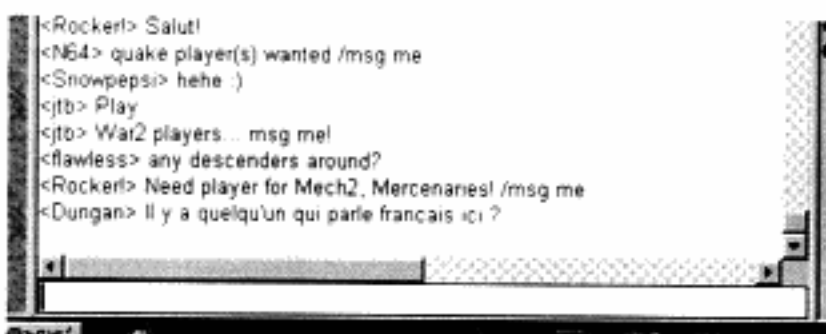 <Rocker!> Salut!
<N64> quake player(s) wanted /msg me
<Snowpepsi> hehe :)
<jtb> Play
<jtb> War2 players... msg me!
<flawless> any descenders around?
<Rocker!> Need player for Mech2, Mercenaries! /msg me
<Dungan> Il y a quelqu'un qui parle francais ici ?